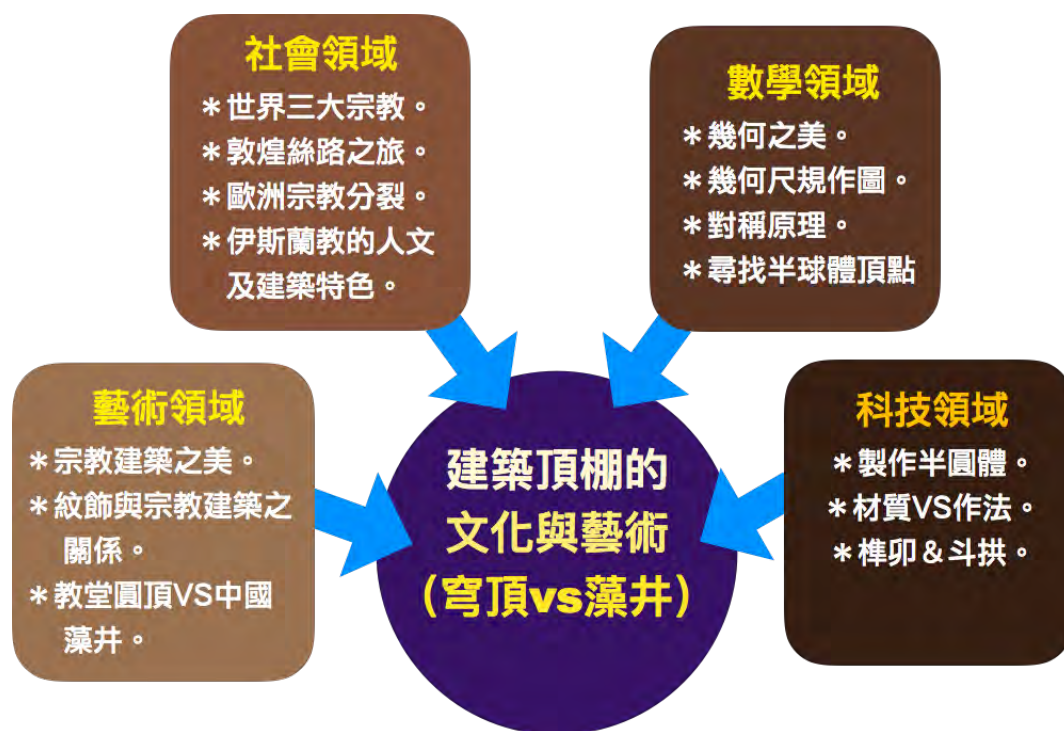 社會領域
＊世界三大宗教。
＊敦煌絲路之旅。
＊歐洲宗教分裂。
＊伊斯蘭教的人文
及建築特色。
數學領域
＊幾何之美。
＊幾何尺規作圖。
＊對稱原理。
＊尋找半球體頂點
藝術領域
＊宗教建築之美。
＊紋飾與宗教建築之
關係。
＊教堂圓頂VS中國
藻井。
建築頂棚的
文化與藝術
（穹頂vs藻井）
科技領域
＊製作半圓體。
＊材質VS作法。
＊榫卯＆斗拱。